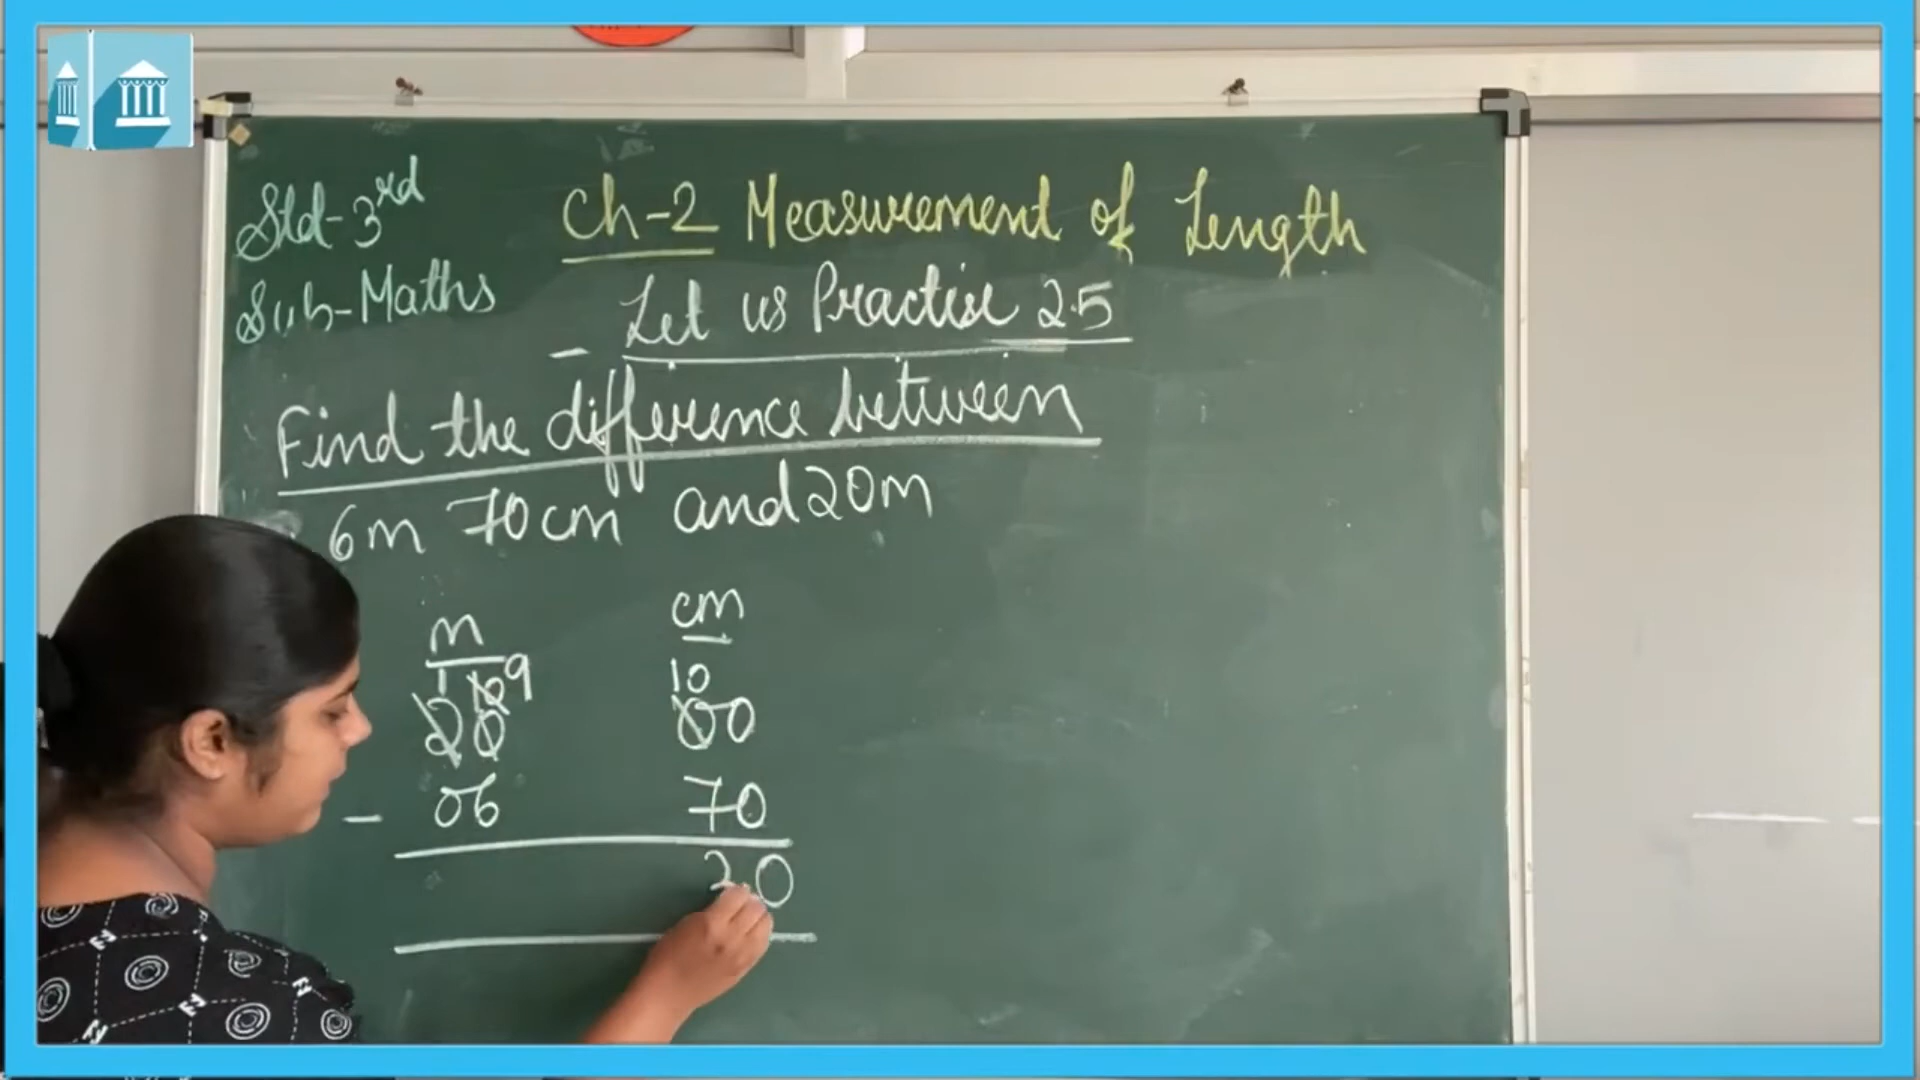 Std-3rd
Ch-2 Measurement of Length
Sub-Maths
Let us Practise 2.5
Find the difference between
6m 70cm and 20m
m cm
1 10 9 10
20 00
- 06 70